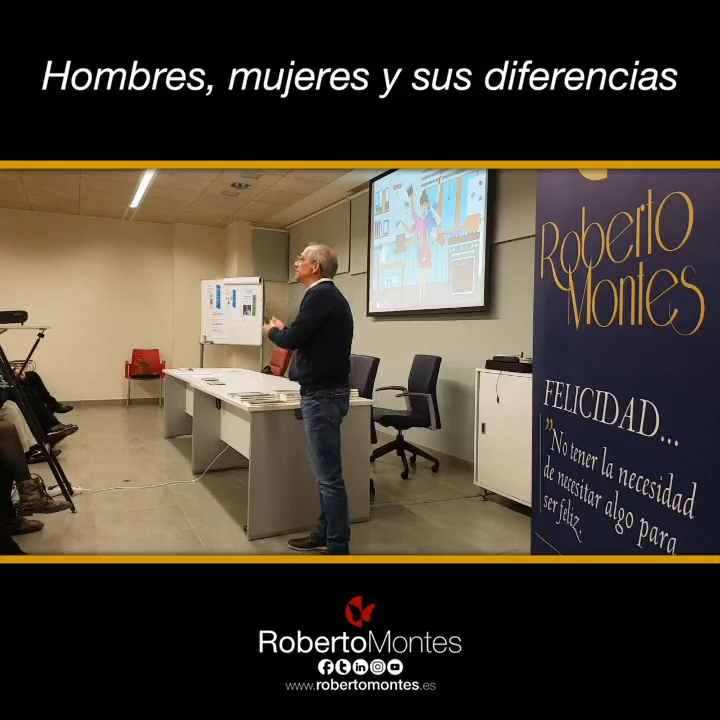 Hombres, mujeres y sus diferencias
Roberto
Montes
FELICIDAD...
"No tener la necesidad
de necesitar algo para
ser feliz.
RobertoMontes
www.robertomontes.es